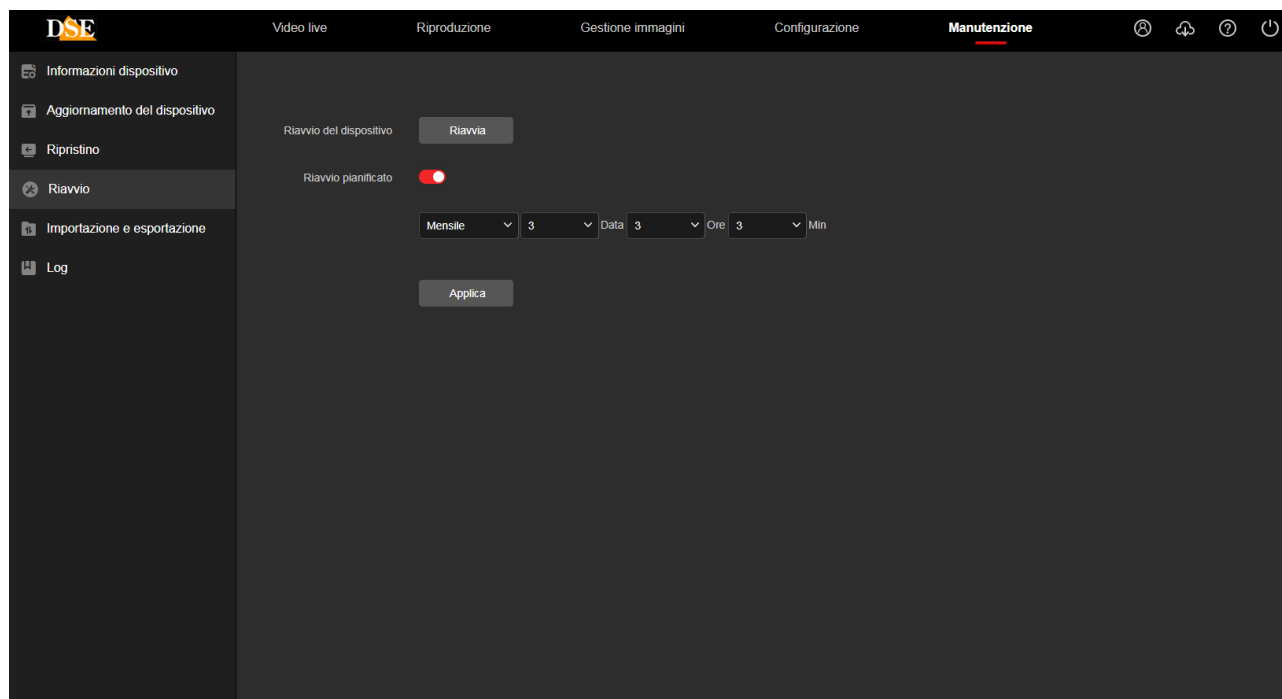 DSE Video live Riproduzione Gestione immagini Configurazione Manutenzione
Informazioni dispositivo
Aggiornamento del dispositivo
Ripristino
Riavvio
Importazione e esportazione
Log
Riavvio del dispositivo Riavvia
Riavvio pianificato
Mensile 3 Data 3 Ore 3 Min
Applica